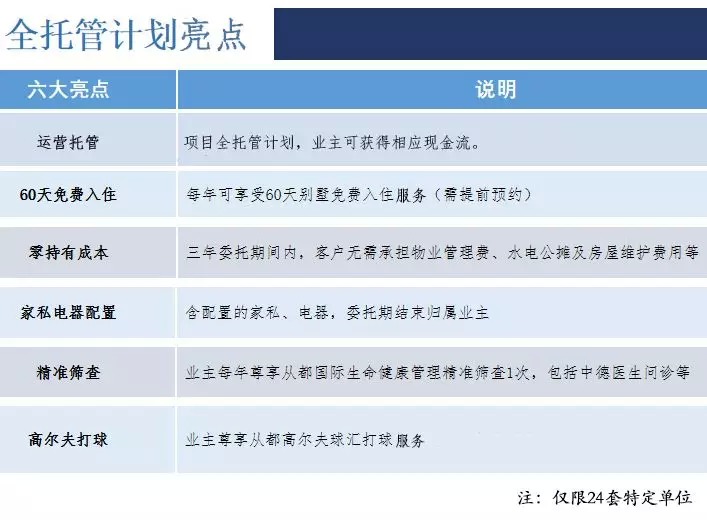 全托管计划亮点
六大亮点 说明
运营托管 项目全托管计划，业主可获得相应现金流。
60天免费入住 每年可享受60天别墅免费入住服务（需提前预约）
零持有成本 三年委托期间内，客户无需承担物业管理费、水电公摊及房屋维护费用等
家私电器配置 含配置的家私、电器，委托期结束归属业主
精准筛查 业主每年尊享从都国际生命健康管理精准筛查1次，包括中德医生问诊等
高尔夫打球 业主尊享从都高尔夫球汇打球服务
注：仅限24套特定单位